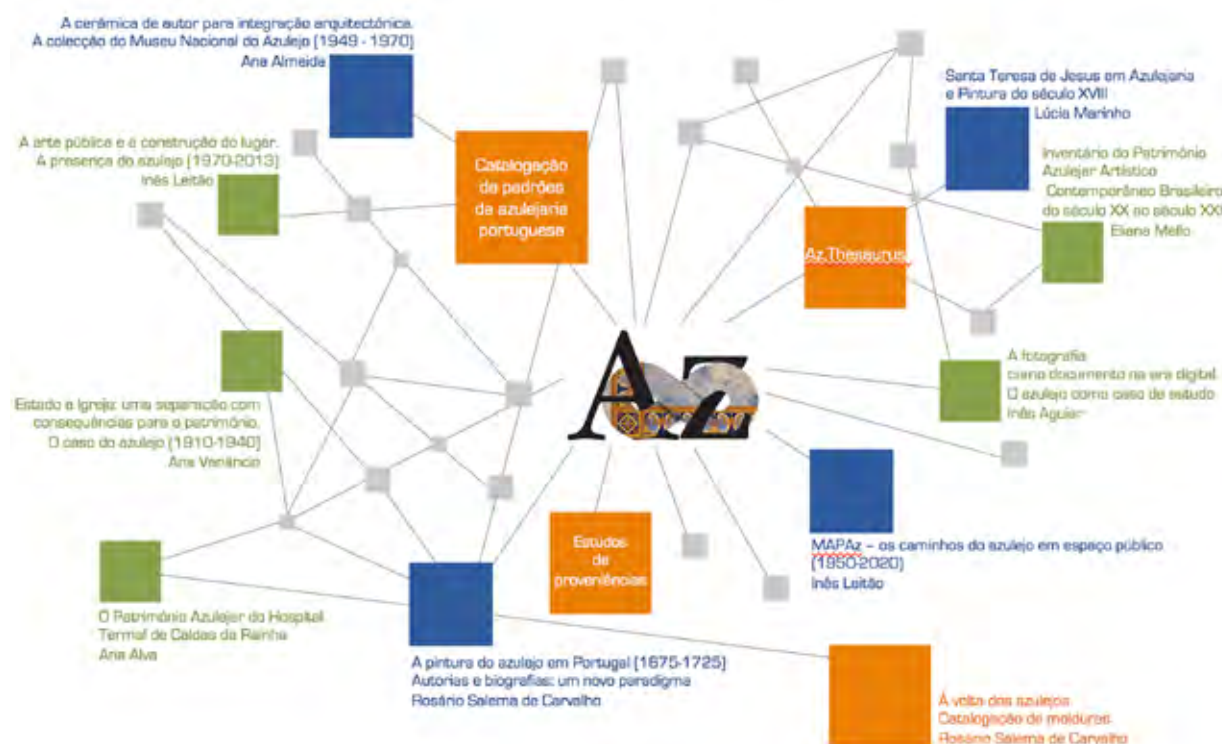 A cerâmica de autor para integração arquitectónica.
A colecção do Museu Nacional do Azulejo (1949 - 1970)
Ana Almeida
A arte pública e a construção do lugar.
A presença do azulejo (1970-2013)
Inês Leitão
Catalogação
de padrões
da azulejaria
portuguesa
Santa Teresa de Jesus em Azulejaria
e Pintura do século XVIII
Lúcia Marinho
Inventário do Património
Azulejar Artístico
Contemporâneo Brasileiro
do século XX ao século XXI
Eliana Mello
Az Thesaurus
Az
A fotografia
como documento na era digital.
O azulejo como caso de estudo
Inês Aguiar
Estado e Igreja: uma separação com
consequências para o património.
O caso do azulejo (1910-1940)
Ana Venâncio
MAPAz – os caminhos do azulejo em espaço público
(1950-2020)
Inês Leitão
Estudos
de
proveniências
O Património Azulejar do Hospital
Termal de Caldas da Rainha
Ana Alva
A pintura do azulejo em Portugal (1675-1725)
Autorias e biografias: um novo paradigma
Rosário Salema de Carvalho
À volta dos azulejos
Catalogação de molduras
Rosário Salema de Carvalho